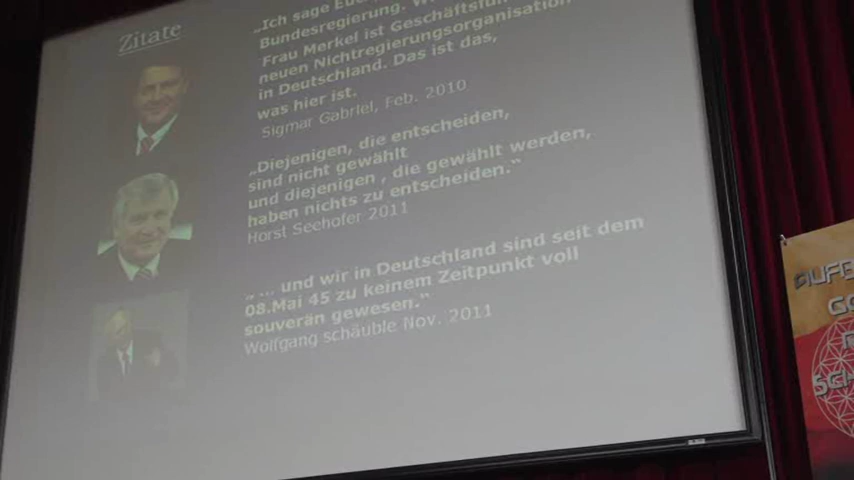 Zitate
„Ich sage
Bundesregierung.
Frau Merkel ist
neuen Nichtregierungsorganisation
in Deutschland. Das ist das,
was hier ist.
Sigmar Gabriel, Feb. 2010
„Diejenigen, die entscheiden,
sind nicht gewählt
und diejenigen , die gewählt werden,
haben nichts zu entscheiden.“
Horst Seehofer 2011
„ ... und wir in Deutschland sind seit dem
08.Mai 45 zu keinem Zeitpunkt voll
souverän gewesen.“
Wolfgang schäuble Nov. 2011